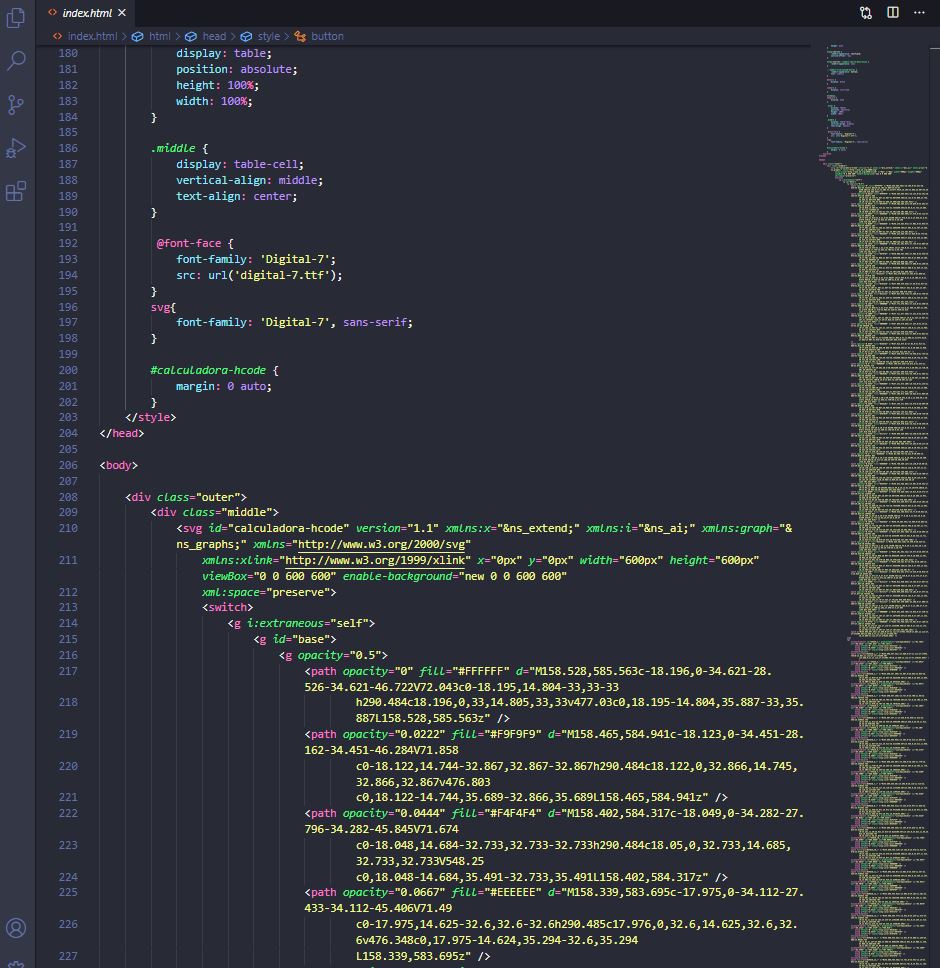 index.html
index.html > html > head > style > button
180 display: table;
181 position: absolute;
182 height: 100%;
183 width: 100%;
184 }
185
186 .middle {
187 display: table-cell;
188 vertical-align: middle;
189 text-align: center;
190 }
191
192 @font-face {
193 font-family: 'Digital-7';
194 src: url('digital-7.ttf');
195 }
196 svg{
197 font-family: 'Digital-7', sans-serif;
198 }
199
200 #calculadora-hcode {
201 margin: 0 auto;
202 }
203 </style>
204 </head>
205
206 <body>
207
208 <div class="outer">
209 <div class="middle">
210 <svg id="calculadora-hcode" version="1.1" xmlns:x="&ns_extend;" xmlns:i="&ns_ai;" xmlns:graph="&
ns_graphs;" xmlns="http://www.w3.org/2000/svg"
211 xmlns:xlink="http://www.w3.org/1999/xlink" x="0px" y="0px" width="600px" height="600px"
viewBox="0 0 600 600" enable-background="new 0 0 600 600"
212 xml:space="preserve">
213 <switch>
214 <g i:extraneous="self">
215 <g id="base">
216 <g opacity="0.5">
217 <path opacity="0" fill="#FFFFFF" d="M158.528,585.563c-18.196,0-34.621-28.
526-34.621-46.722V72.043c0-18.195,14.804-33,33-33
218 h290.484c18.196,0,33,14.805,33,33v477.03c0,18.195-14.804,35.887-33,35.
887L158.528,585.563z" />
219 <path opacity="0.0222" fill="#F9F9F9" d="M158.465,584.941c-18.123,0-34.451-28.
162-34.451-46.284V71.858
220 c0-18.122,14.744-32.867,32.867-32.867h290.484c18.122,0,32.866,14.745,
32.866,32.867v476.803
221 c0,18.122-14.744,35.689-32.866,35.689L158.465,584.941z" />
222 <path opacity="0.0444" fill="#F4F4F4" d="M158.402,584.317c-18.049,0-34.282-27.
796-34.282-45.845V71.674
223 c0-18.048,14.684-32.733,32.733-32.733h290.484c18.05,0,32.733,14.685,
32.733,32.733V548.25
224 c0,18.048-14.684,35.491-32.733,35.491L158.402,584.317z" />
225 <path opacity="0.0667" fill="#EEEEEE" d="M158.339,583.695c-17.975,0-34.112-27.
433-34.112-45.406V71.49
226 c0-17.975,14.625-32.6,32.6-32.6h290.485c17.976,0,32.6,14.625,32.6,32.
6v476.348c0,17.975-14.624,35.294-32.6,35.294
227 L158.339,583.695z" />